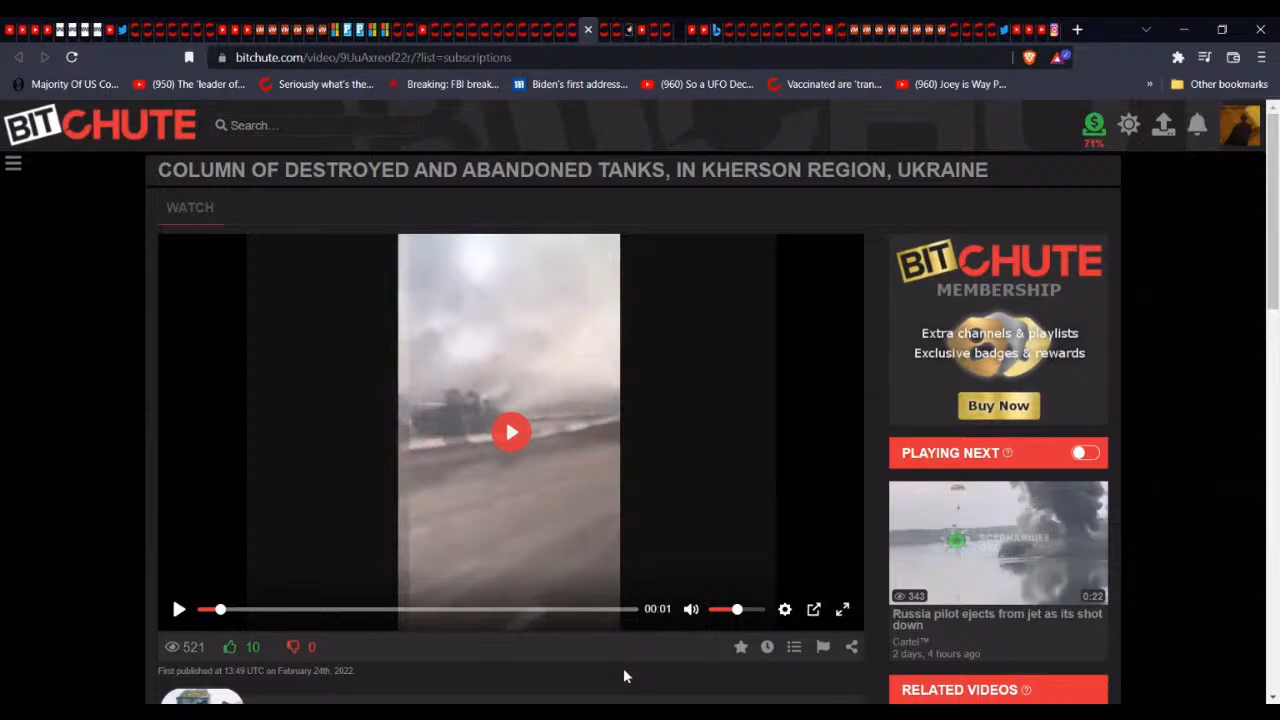 bitchute.com/video/9UuAxreof22r/?list=subscriptions
Majority Of US Co...
(950) The 'leader of...
Seriously what's the...
Breaking: FBI break...
Biden's first address...
(960) So a UFO Dec...
Vaccinated are 'tran...
(960) Joey is Way P...
»
Other bookmarks
BITCHUTE
Search...
71%
COLUMN OF DESTROYED AND ABANDONED TANKS, IN KHERSON REGION, UKRAINE
WATCH
BITCHUTE
MEMBERSHIP
Extra channels & playlists
Exclusive badges & rewards
Buy Now
PLAYING NEXT
343
0:22
Russia pilot ejects from jet as its shot
down
Cartel™
2 days, 4 hours ago
00:01
521
10
0
First published at 13:49 UTC on February 24th, 2022.
RELATED VIDEOS